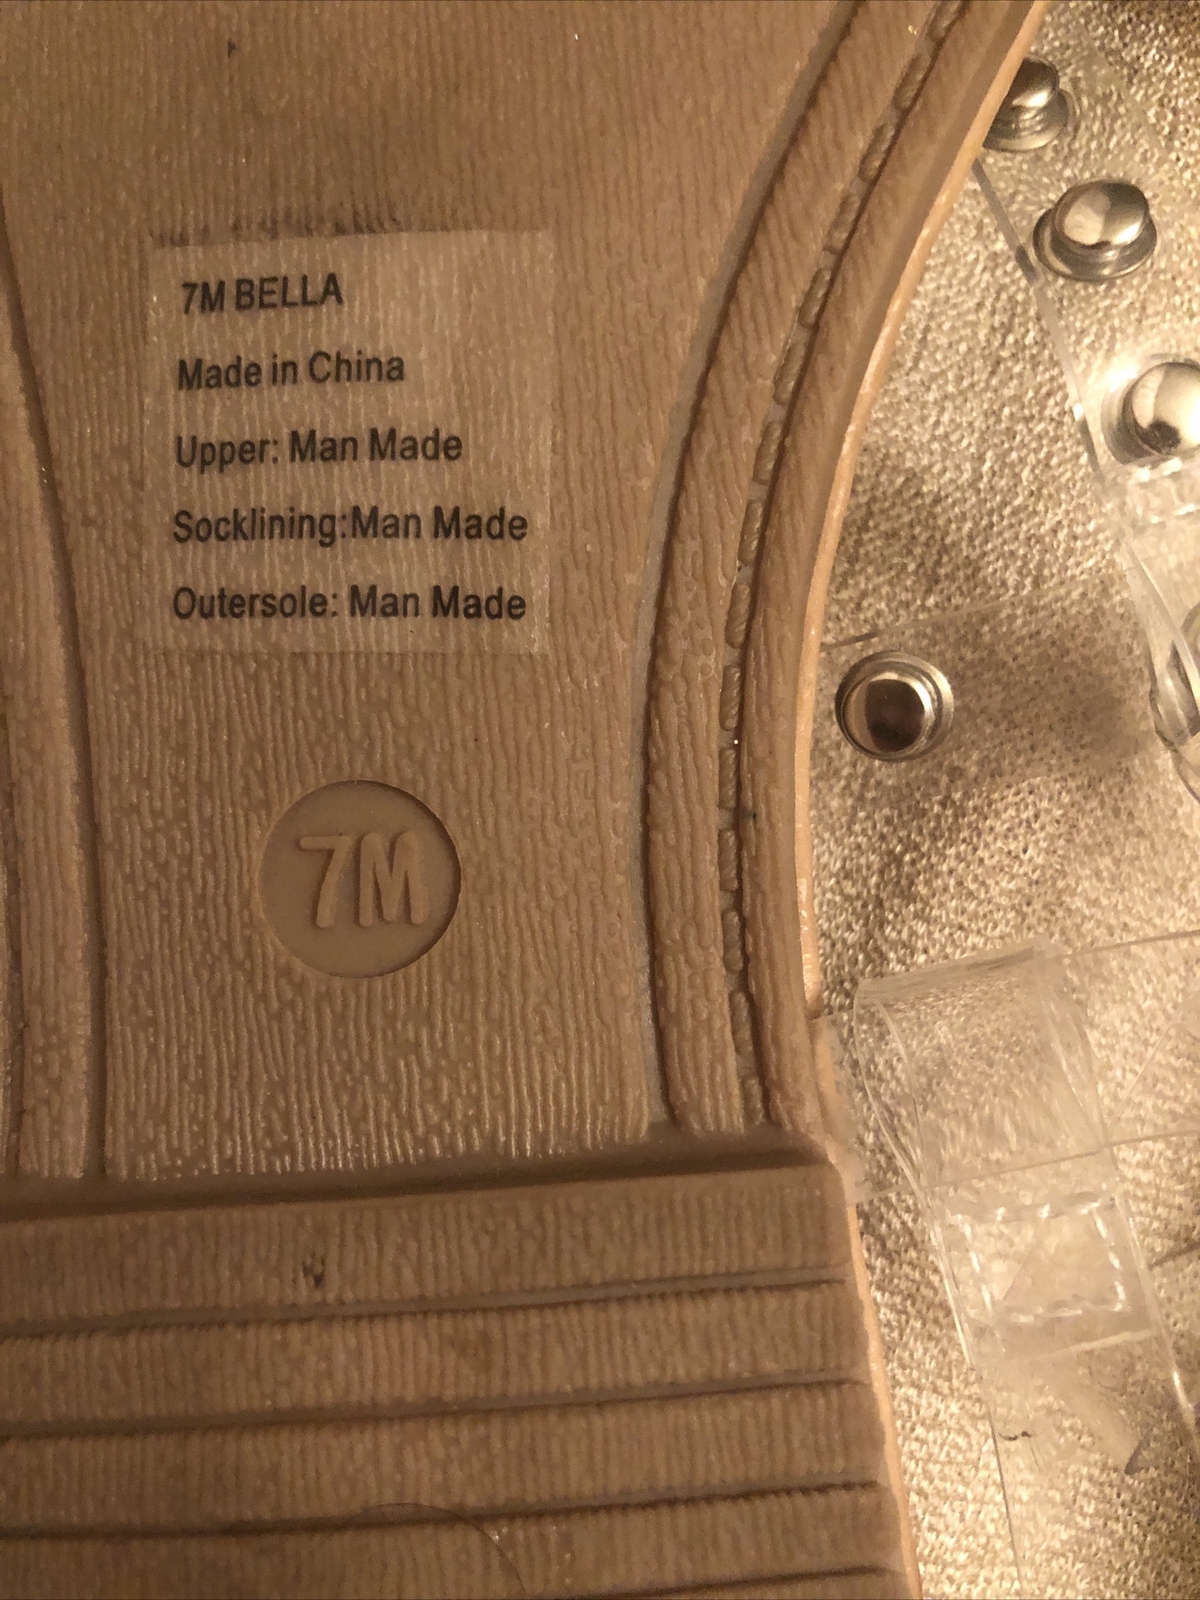 7M BELLA
Made in China
Upper: Man Made
Socklining:Man Made
Outersole: Man Made
7M